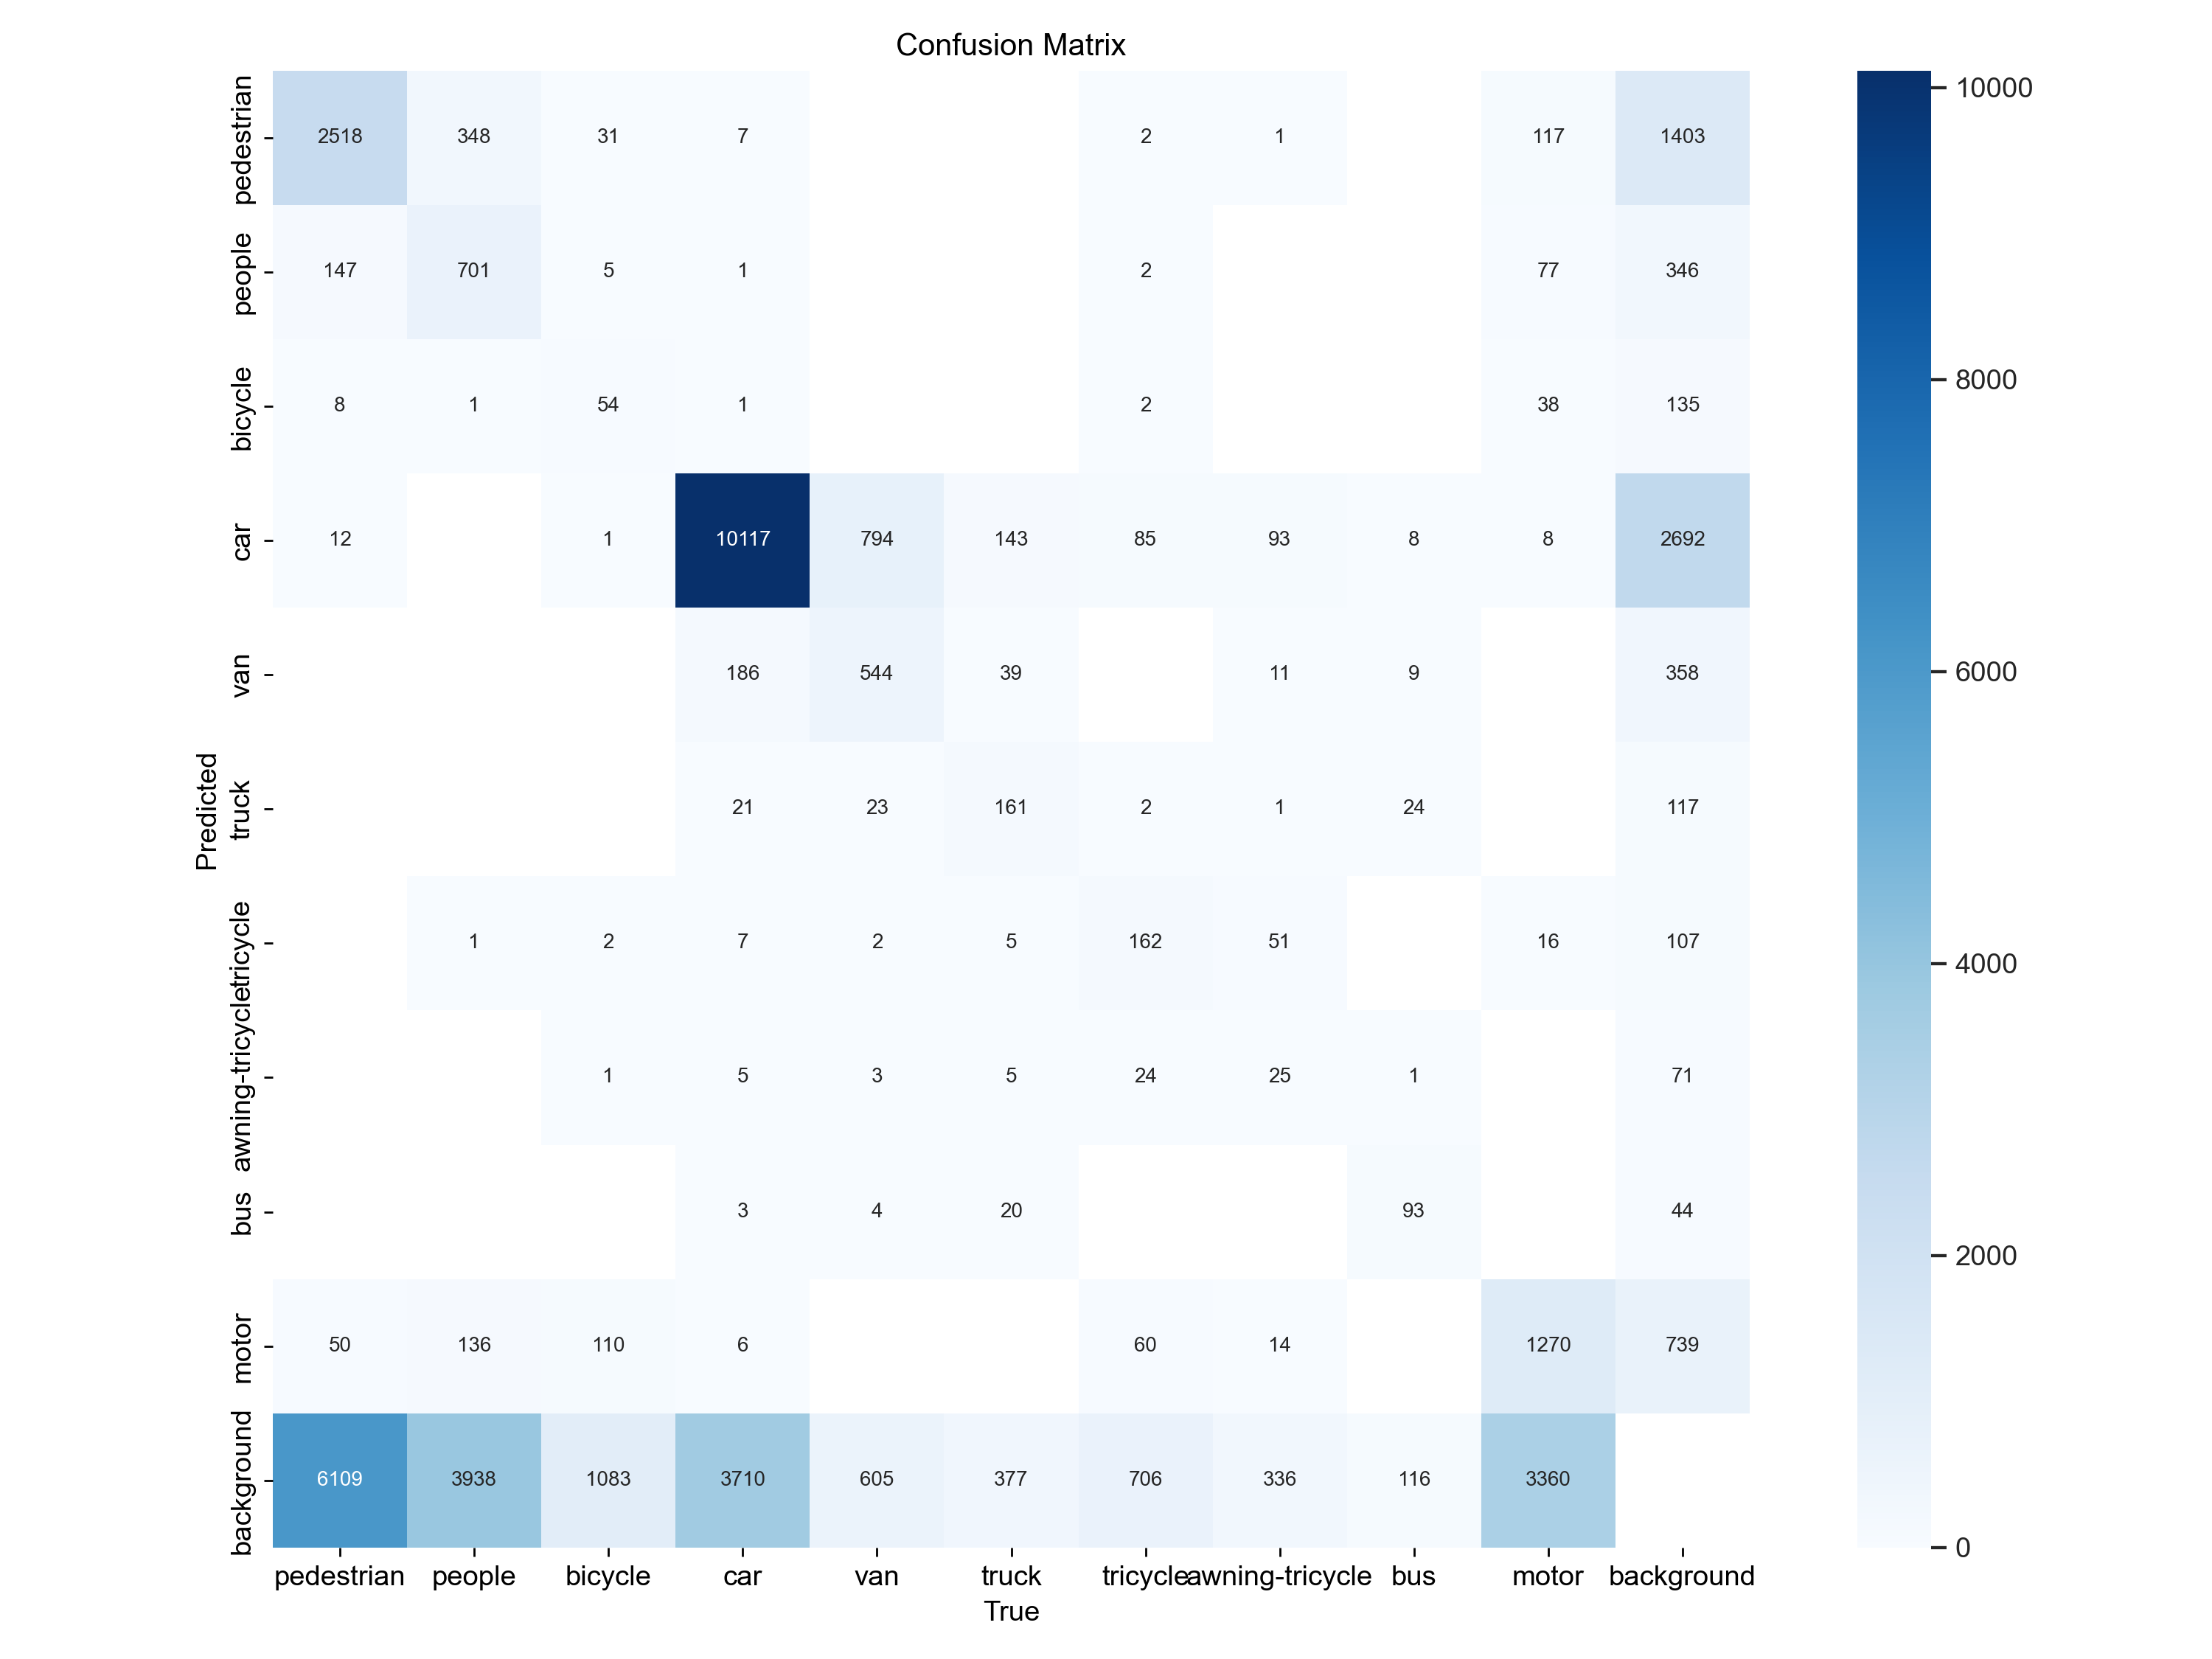 Confusion Matrix
pedestrian 2518 348 31 7 2 1 117 1403
people 147 701 5 1 2 77 346
bicycle 8 1 54 1 2 38 135
car 12 1 10117 794 143 85 93 8 8 2692
van 186 544 39 11 9 358
truck 21 23 161 2 1 24 117
tricycle 1 2 7 2 5 162 51 16 107
awning-tricycle 1 5 3 5 24 25 1 71
bus 3 4 20 93 44
motor 50 136 110 6 60 14 1270 739
background 6109 3938 1083 3710 605 377 706 336 116 3360
pedestrian people bicycle car van truck tricycle awning-tricycle bus motor background
True
Predicted
10000
8000
6000
4000
2000
0